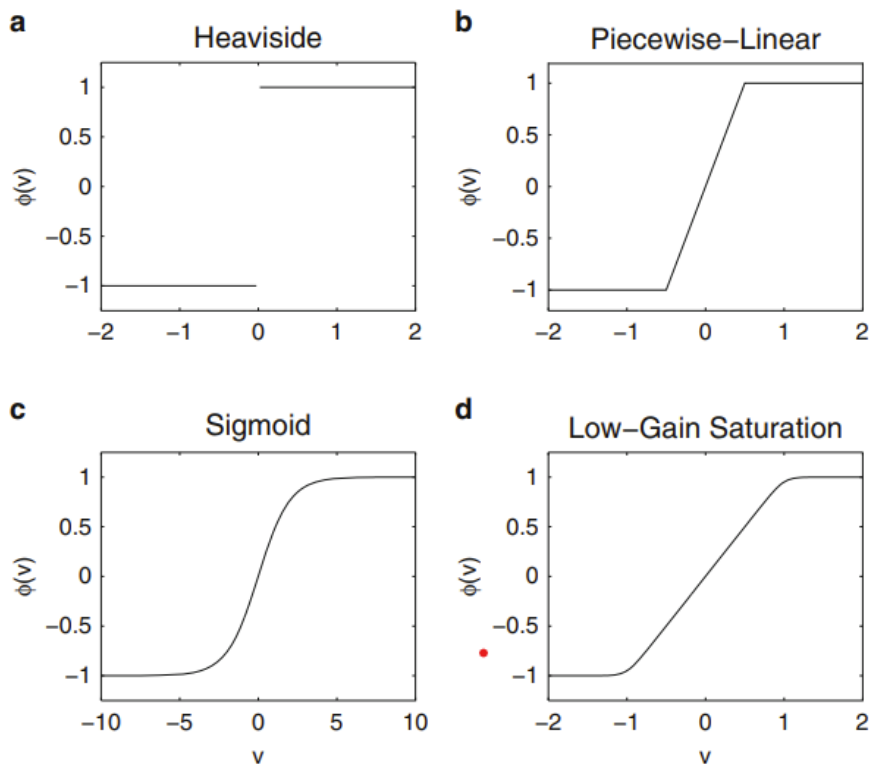 a
Heaviside
1
0.5
0
−0.5
−1
ϕ(v)
−2 −1 0 1 2
b
Piecewise−Linear
1
0.5
0
−0.5
−1
ϕ(v)
−2 −1 0 1 2
c
Sigmoid
1
0.5
0
−0.5
−1
ϕ(v)
−10 −5 0 5 10
v
d
Low−Gain Saturation
1
0.5
0
−0.5
−1
ϕ(v)
−2 −1 0 1 2
v